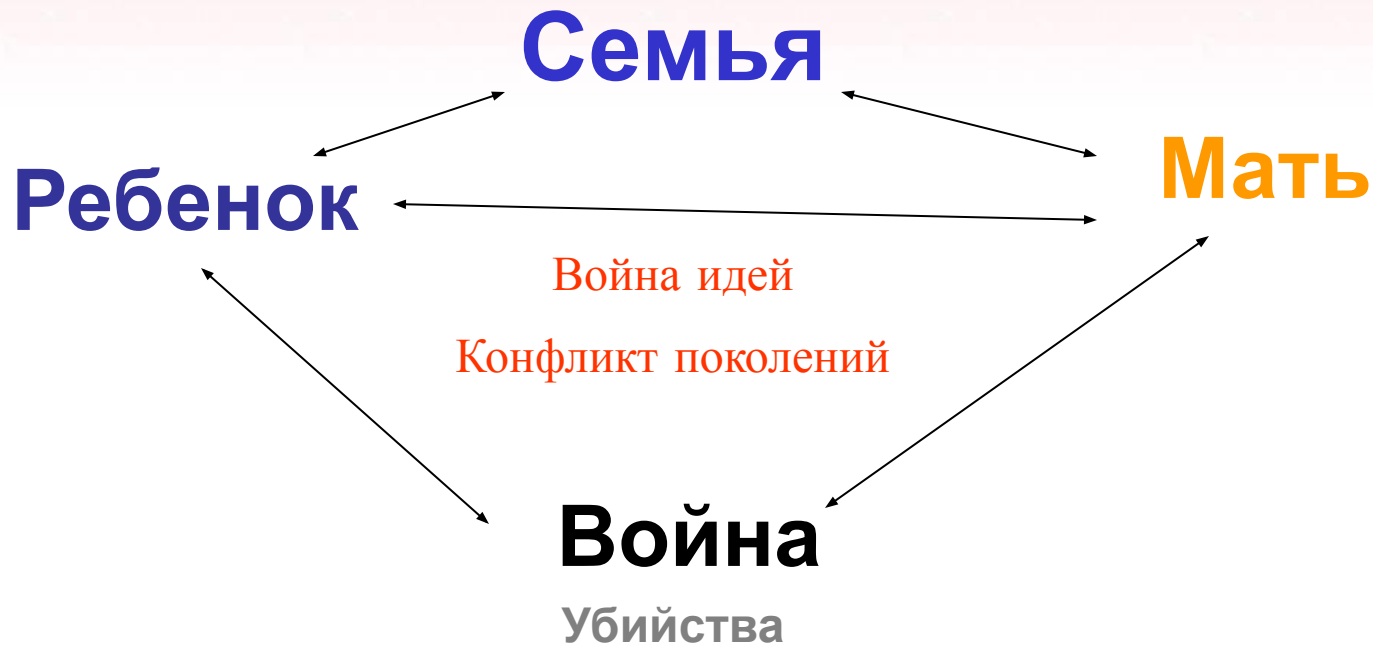 Семья
Мать
Ребенок
Война идей
Конфликт поколений
Война
Убийства